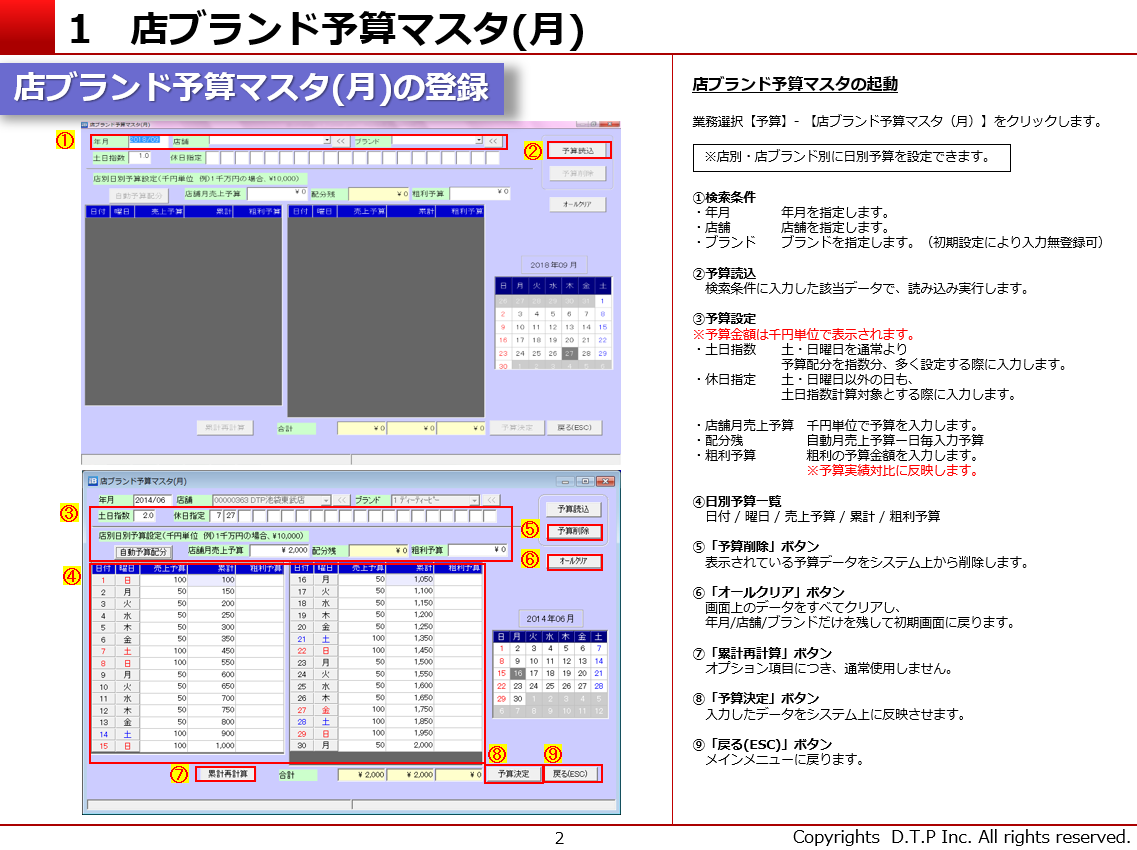 1 店ブランド予算マスタ(月)
店ブランド予算マスタ(月)の登録
店ブランド予算マスタ(月)
① 年月 2018/09 店舗 << ブランド <<
土日指数 1.0 休日指定
② 予算読込
予算削除
店別日別予算設定(千円単位 例)1千万円の場合、¥10,000)
自動予算配分 店舗月売上予算 ¥0 配分残 ¥0 粗利予算 ¥0
オールクリア
日付 曜日 売上予算 累計 粗利予算 日付 曜日 売上予算 累計 粗利予算
2018年09月
日 月 火 水 木 金 土
26 27 28 29 30 31 1
2 3 4 5 6 7 8
9 10 11 12 13 14 15
16 17 18 19 20 21 22
23 24 25 26 27 28 29
30 1 2 3 4 5 6
累計再計算 合計 ¥0 ¥0 ¥0 予算決定 戻る(ESC)
店ブランド予算マスタ(月)
年月 2014/06 店舗 00000363 DTP池袋東武店 << ブランド 1 ディーティーピー <<
予算読込
③ 土日指数 2.0 休日指定 7 27
⑤ 予算削除
店別日別予算設定(千円単位 例)1千万円の場合、¥10,000)
自動予算配分 店舗月売上予算 ¥2,000 配分残 ¥0 粗利予算 ¥0
⑥ オールクリア
④ 日付 曜日 売上予算 累計 粗利予算 日付 曜日 売上予算 累計 粗利予算
1 日 100 100 16 月 50 1,050
2 月 50 150 17 火 50 1,100
3 火 50 200 18 水 50 1,150
4 水 50 250 19 木 50 1,200
5 木 50 300 20 金 50 1,250
6 金 50 350 21 土 100 1,350
7 土 100 450 22 日 100 1,450
8 日 100 550 23 月 50 1,500
9 月 50 600 24 火 50 1,550
10 火 50 650 25 水 50 1,600
11 水 50 700 26 木 50 1,650
12 木 50 750 27 金 100 1,750
13 金 50 800 28 土 100 1,850
14 土 100 900 29 日 100 1,950
15 日 100 1,000 30 月 50 2,000
2014年06月
日 月 火 水 木 金 土
1 2 3 4 5 6 7
8 9 10 11 12 13 14
15 16 17 18 19 20 21
22 23 24 25 26 27 28
29 30 1 2 3 4 5
6 7 8 9 10 11 12
⑦ 累計再計算 合計 ¥2,000 ¥2,000 ¥0 ⑧ 予算決定 ⑨ 戻る(ESC)
店ブランド予算マスタの起動
業務選択【予算】-【店ブランド予算マスタ（月）】をクリックします。
※店別・店ブランド別に日別予算を設定できます。
①検索条件
・年月 年月を指定します。
・店舗 店舗を指定します。
・ブランド ブランドを指定します。（初期設定により入力無登録可）
②予算読込
検索条件に入力した該当データで、読み込み実行します。
③予算設定
※予算金額は千円単位で表示されます。
・土日指数 土・日曜日を通常より
予算配分を指数分、多く設定する際に入力します。
・休日指定 土・日曜日以外の日も、
土日指数計算対象とする際に入力します。
・店舗月売上予算 千円単位で予算を入力します。
・配分残 自動月売上予算ー日毎入力予算
・粗利予算 粗利の予算金額を入力します。
※予算実績対比に反映します。
④日別予算一覧
日付 / 曜日 / 売上予算 / 累計 / 粗利予算
⑤「予算削除」ボタン
表示されている予算データをシステム上から削除します。
⑥「オールクリア」ボタン
画面上のデータをすべてクリアし、
年月/店舗/ブランドだけを残して初期画面に戻ります。
⑦「累計再計算」ボタン
オプション項目につき、通常使用しません。
⑧「予算決定」ボタン
入力したデータをシステム上に反映させます。
⑨「戻る(ESC)」ボタン
メインメニューに戻ります。
2
Copyrights D.T.P Inc. All rights reserved.